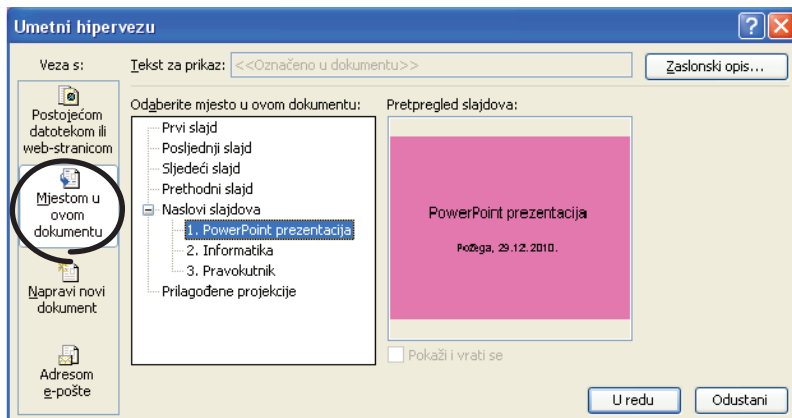 Umetni hipervezu
Veza s:
Tekst za prikaz:
<<Označeno u dokumentu>>
Zaslonski opis...
Postojećom
datotekom ili
web-stranicom
Mjestom u
ovom
dokumentu
Napravi novi
dokument
Adresom
e-pošte
Odaberite mjesto u ovom dokumentu:
Prvi slajd
Posljednji slajd
Sljedeći slajd
Prethodni slajd
Naslovi slajdova
1. PowerPoint prezentacija
2. Informatika
3. Pravokutnik
Prilagođene projekcije
Pretpregled slajdova:
PowerPoint prezentacija
Požega, 29.12.2010.
Pokaži i vrati se
U redu
Odustani